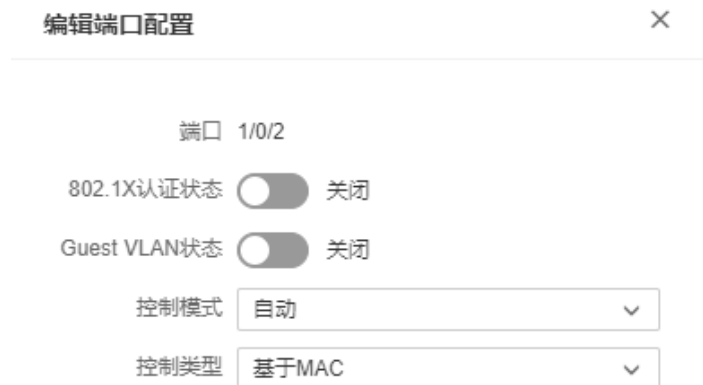 编辑端口配置
端口 1/0/2
802.1X认证状态 关闭
Guest VLAN状态 关闭
控制模式 自动
控制类型 基于MAC